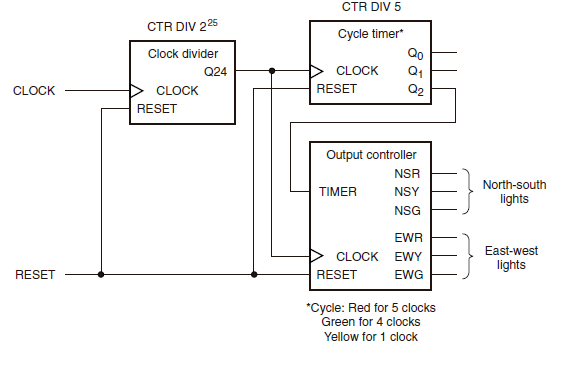 CTR DIV 2²⁵
CTR DIV 5
Clock divider
Q24
CLOCK
CLOCK
RESET
Cycle timer*
Q0
CLOCK
Q1
RESET
Q2
Output controller
NSR
TIMER
NSY
NSG
North-south
lights
EWR
CLOCK
EWY
RESET
EWG
East-west
lights
RESET
*Cycle: Red for 5 clocks
Green for 4 clocks
Yellow for 1 clock